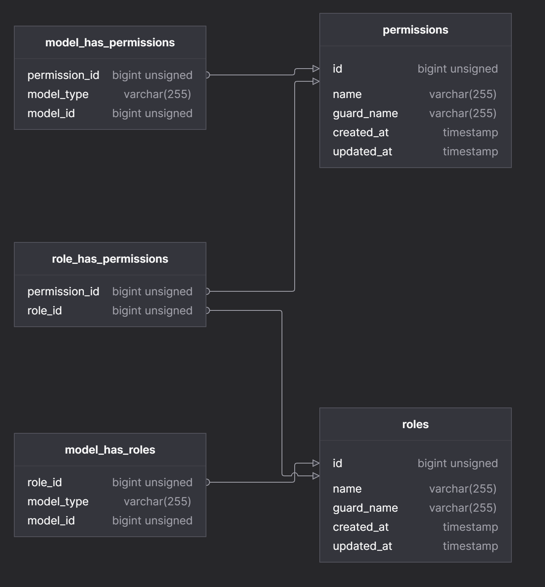 model_has_permissions
permission_id bigint unsigned
model_type varchar(255)
model_id bigint unsigned
permissions
id bigint unsigned
name varchar(255)
guard_name varchar(255)
created_at timestamp
updated_at timestamp
role_has_permissions
permission_id bigint unsigned
role_id bigint unsigned
model_has_roles
role_id bigint unsigned
model_type varchar(255)
model_id bigint unsigned
roles
id bigint unsigned
name varchar(255)
guard_name varchar(255)
created_at timestamp
updated_at timestamp